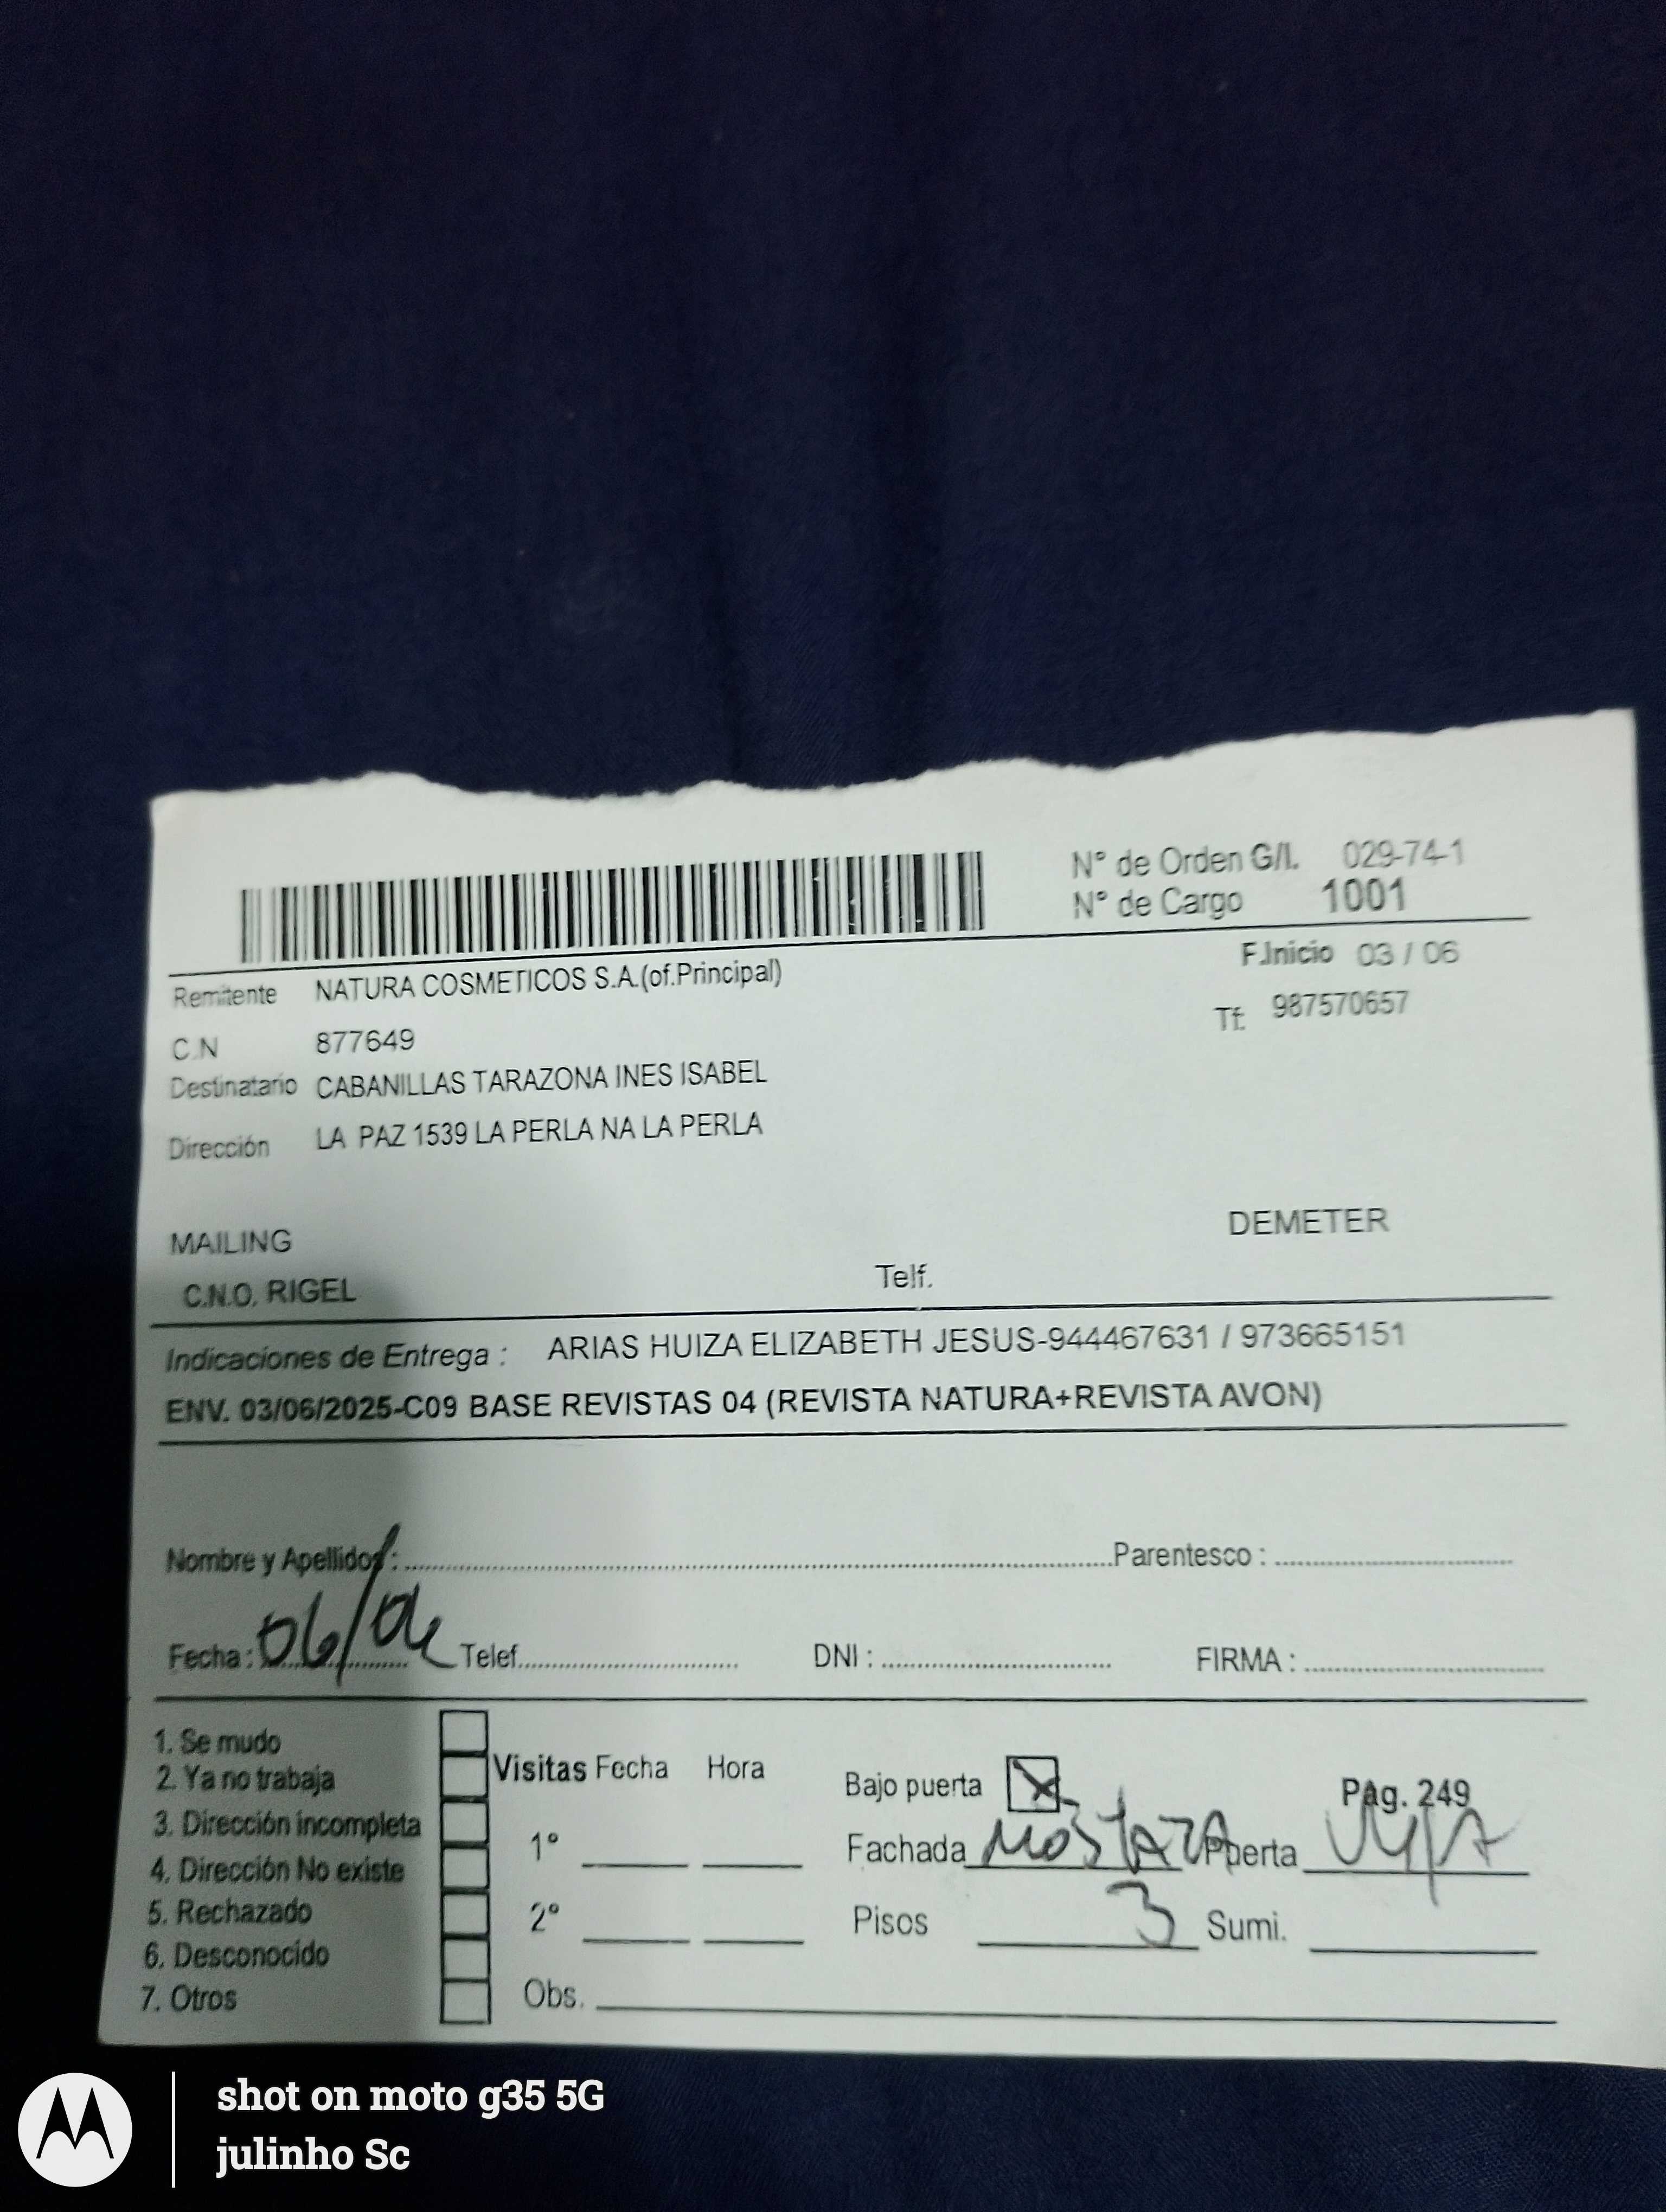 N° de Orden G/I. 029-74-1
N° de Cargo 1001
F.Inicio 03 / 06
Remitente NATURA COSMETICOS S.A.(of.Principal)
Tf: 987570657
C.N 877649
Destinatario CABANILLAS TARAZONA INES ISABEL
Dirección LA PAZ 1539 LA PERLA NA LA PERLA
MAILING DEMETER
C.N.O. RIGEL Telf.
Indicaciones de Entrega : ARIAS HUIZA ELIZABETH JESUS-944467631 / 973665151
ENV. 03/06/2025-C09 BASE REVISTAS 04 (REVISTA NATURA+REVISTA AVON)
Nombre y Apellidos : Parentesco :
Fecha : 06/06 Telef. DNI : FIRMA :
1. Se mudo
2. Ya no trabaja
3. Dirección incompleta
4. Dirección No existe
5. Rechazado
6. Desconocido
7. Otros
Visitas Fecha Hora
1°
2°
Obs.
Bajo puerta X Pag. 249
Fachada MOSTAZA Puerta
Pisos 3 Sumi.
shot on moto g35 5G
julinho Sc